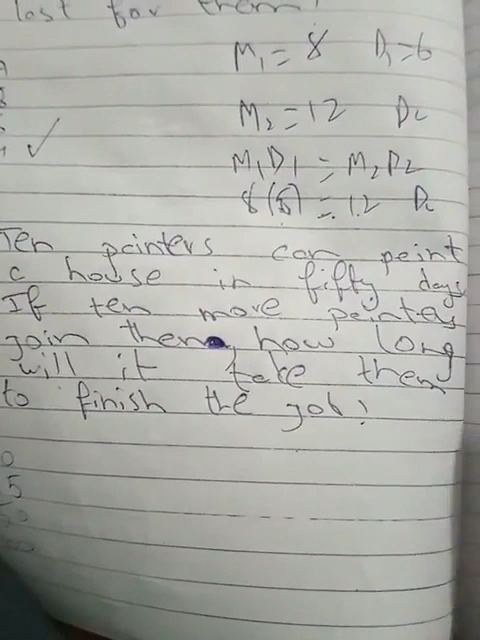 lost for them?
M1 = 8 D1=6
M2 = 12 D2
M1D1 = M2D2
8(6) = 12 D2
Ten painters can paint
a house in fifty days
If ten more painters
join them, how long
will it take them
to finish the job?
0
5